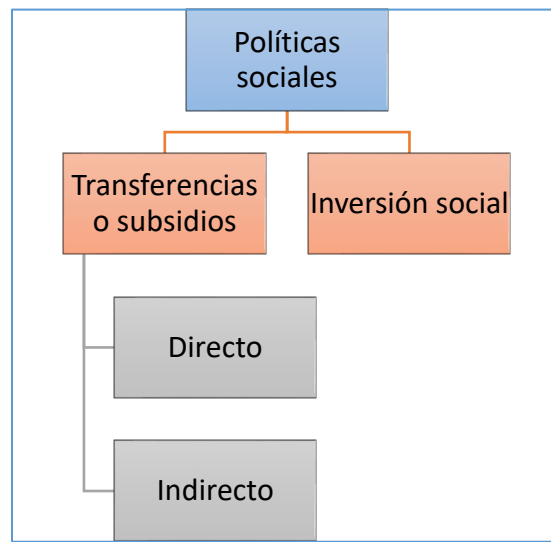 Políticas
sociales
Transferencias
o subsidios
Inversión social
Directo
Indirecto